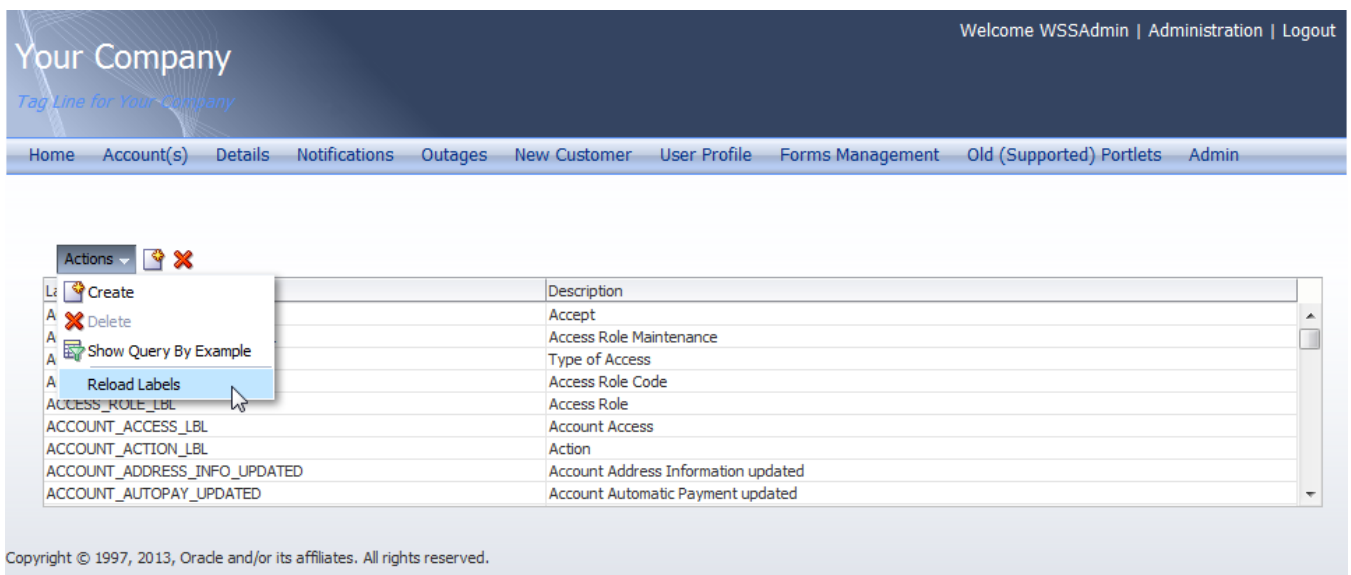 Welcome WSSAdmin | Administration | Logout
Your Company
Tag Line for Your Company
Home Account(s) Details Notifications Outages New Customer User Profile Forms Management Old (Supported) Portlets Admin
Actions
Description
Create
Accept
Delete
Access Role Maintenance
Show Query By Example
Type of Access
Reload Labels
Access Role Code
ACCESS_ROLE_LBL Access Role
ACCOUNT_ACCESS_LBL Account Access
ACCOUNT_ACTION_LBL Action
ACCOUNT_ADDRESS_INFO_UPDATED Account Address Information updated
ACCOUNT_AUTOPAY_UPDATED Account Automatic Payment updated
Copyright © 1997, 2013, Oracle and/or its affiliates. All rights reserved.